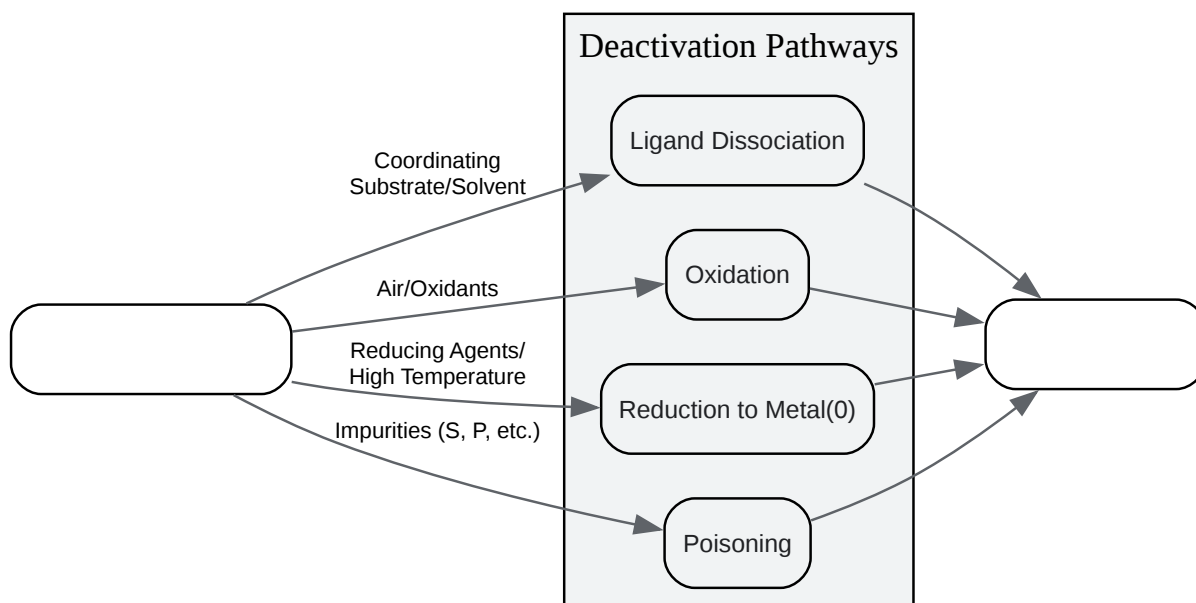 Deactivation Pathways
Ligand Dissociation
Coordinating
Substrate/Solvent
Oxidation
Air/Oxidants
Reducing Agents/
High Temperature
Reduction to Metal(0)
Impurities (S, P, etc.)
Poisoning